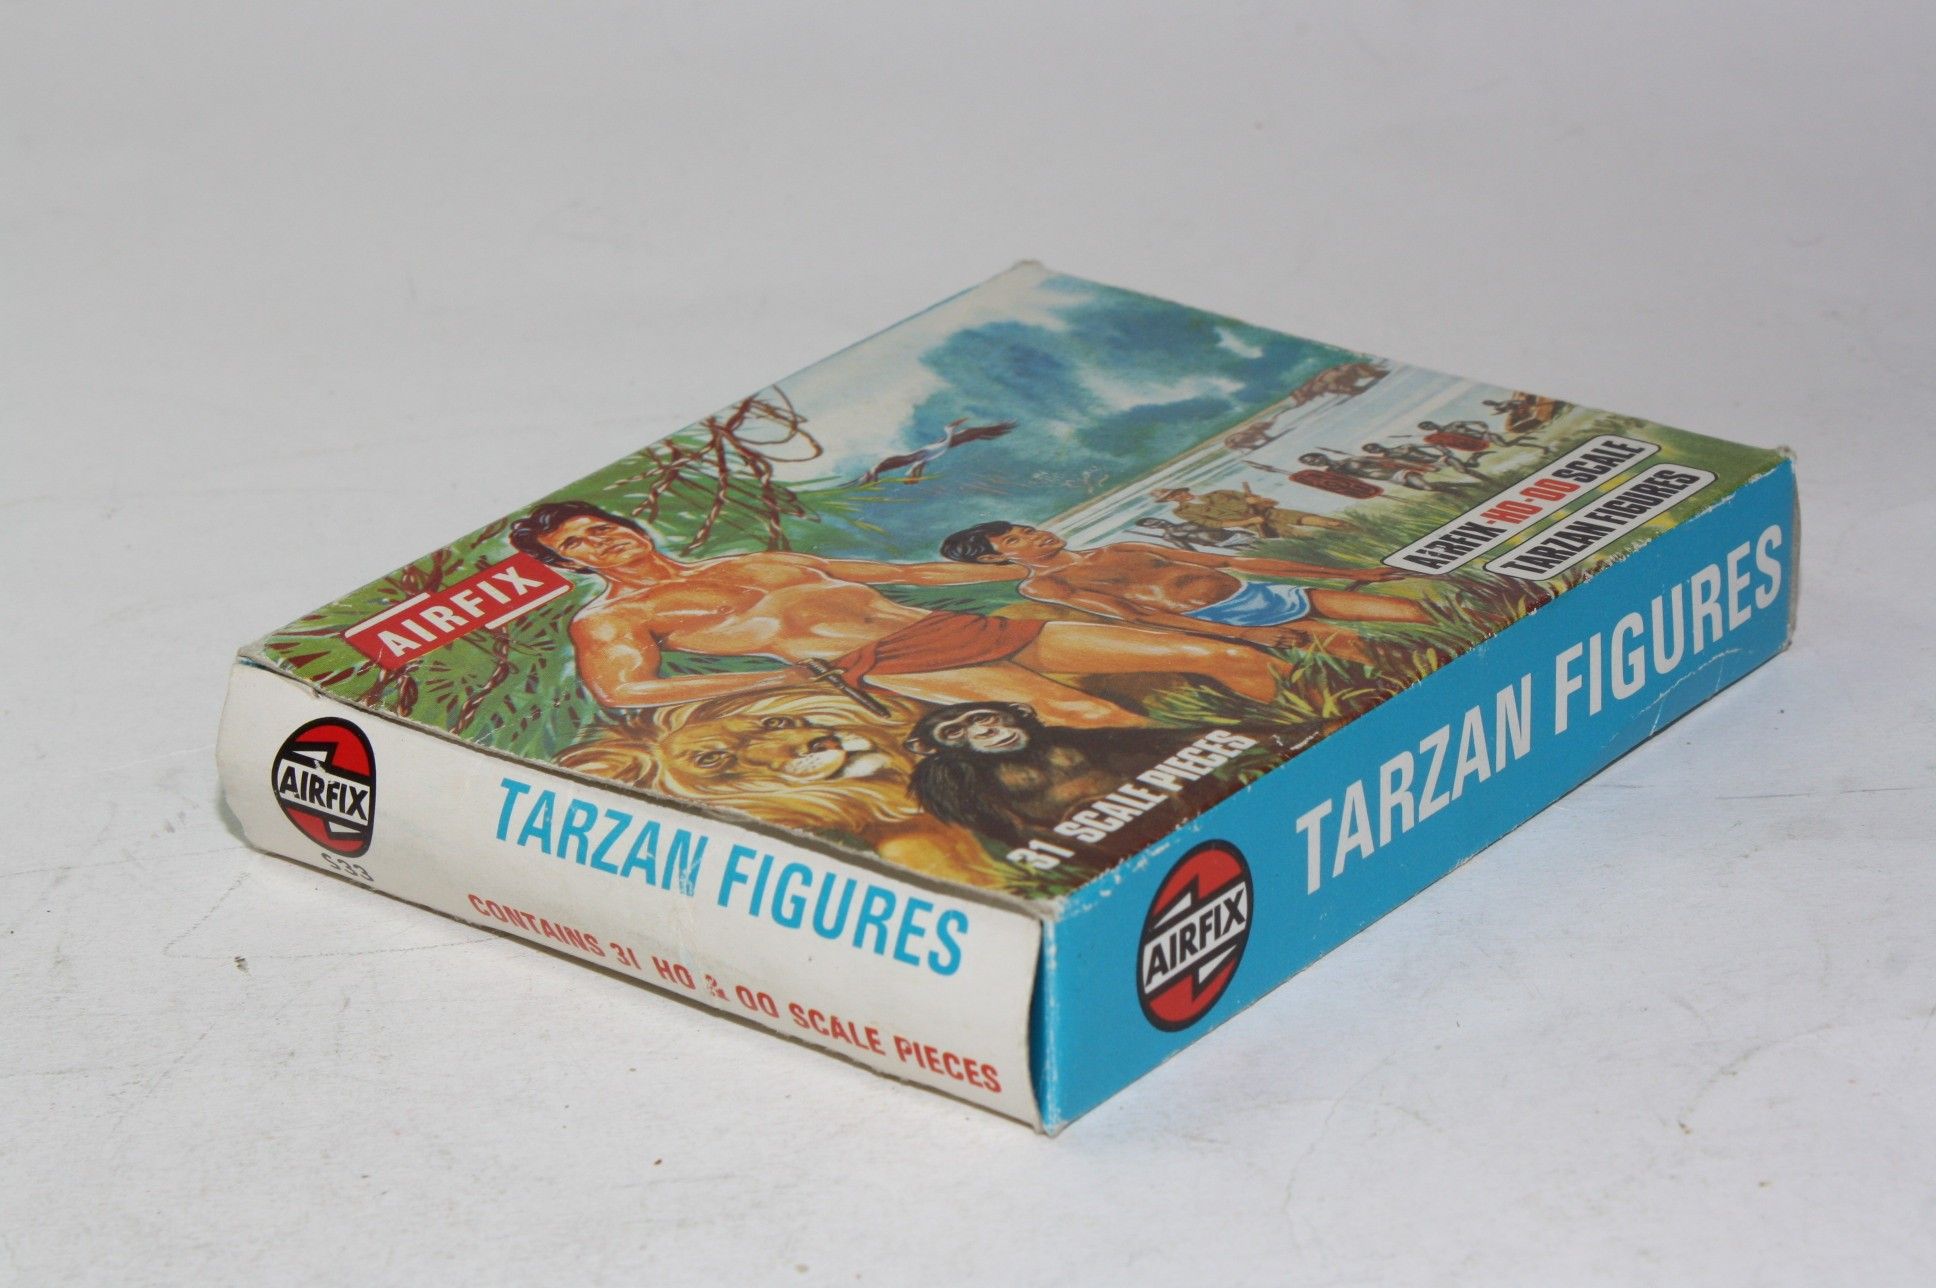 AIRFIX
AIRFIX-HO-OO SCALE
TARZAN FIGURES
31 SCALE PIECES
AIRFIX
S33
TARZAN FIGURES
CONTAINS 31 HO & OO SCALE PIECES
AIRFIX
TARZAN FIGURES